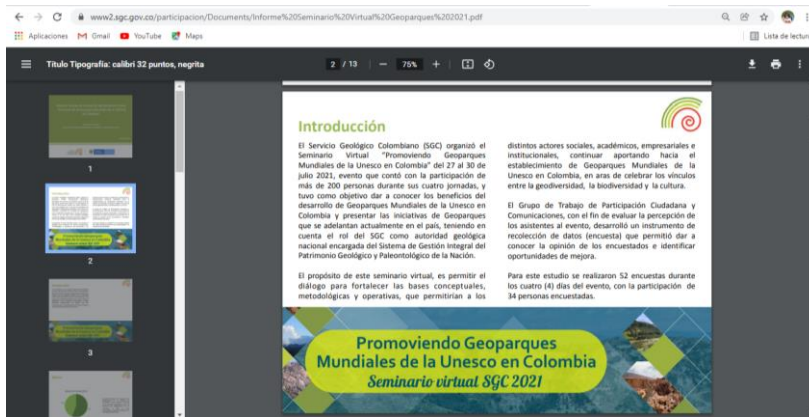 www2.sgc.gov.co/participacion/Documents/Informe%20Seminario%20Virtual%20Geoparques%202021.pdf
Aplicaciones
Gmail
YouTube
Maps
Lista de lectur
Título Tipografía: calibri 32 puntos, negrita
2 / 13
75%
1
2
3
Introducción
El Servicio Geológico Colombiano (SGC) organizó el
Seminario Virtual "Promoviendo Geoparques
Mundiales de la Unesco en Colombia" del 27 al 30 de
julio 2021, evento que contó con la participación de
más de 200 personas durante sus cuatro jornadas, y
tuvo como objetivo dar a conocer los beneficios del
desarrollo de Geoparques Mundiales de la Unesco en
Colombia y presentar las iniciativas de Geoparques
que se adelantan actualmente en el país, teniendo en
cuenta el rol del SGC como autoridad geológica
nacional encargada del Sistema de Gestión Integral del
Patrimonio Geológico y Paleontológico de la Nación.
El propósito de este seminario virtual, es permitir el
diálogo para fortalecer las bases conceptuales,
metodológicas y operativas, que permitirían a los
distintos actores sociales, académicos, empresariales e
institucionales, continuar aportando hacia el
establecimiento de Geoparques Mundiales de la
Unesco en Colombia, en aras de celebrar los vínculos
entre la geodiversidad, la biodiversidad y la cultura.
El Grupo de Trabajo de Participación Ciudadana y
Comunicaciones, con el fin de evaluar la percepción de
los asistentes al evento, desarrolló un instrumento de
recolección de datos (encuesta) que permitió dar a
conocer la opinión de los encuestados e identificar
oportunidades de mejora.
Para este estudio se realizaron 52 encuestas durante
los cuatro (4) días del evento, con la participación de
34 personas encuestadas.
Promoviendo Geoparques
Mundiales de la Unesco en Colombia
Seminario virtual SGC 2021